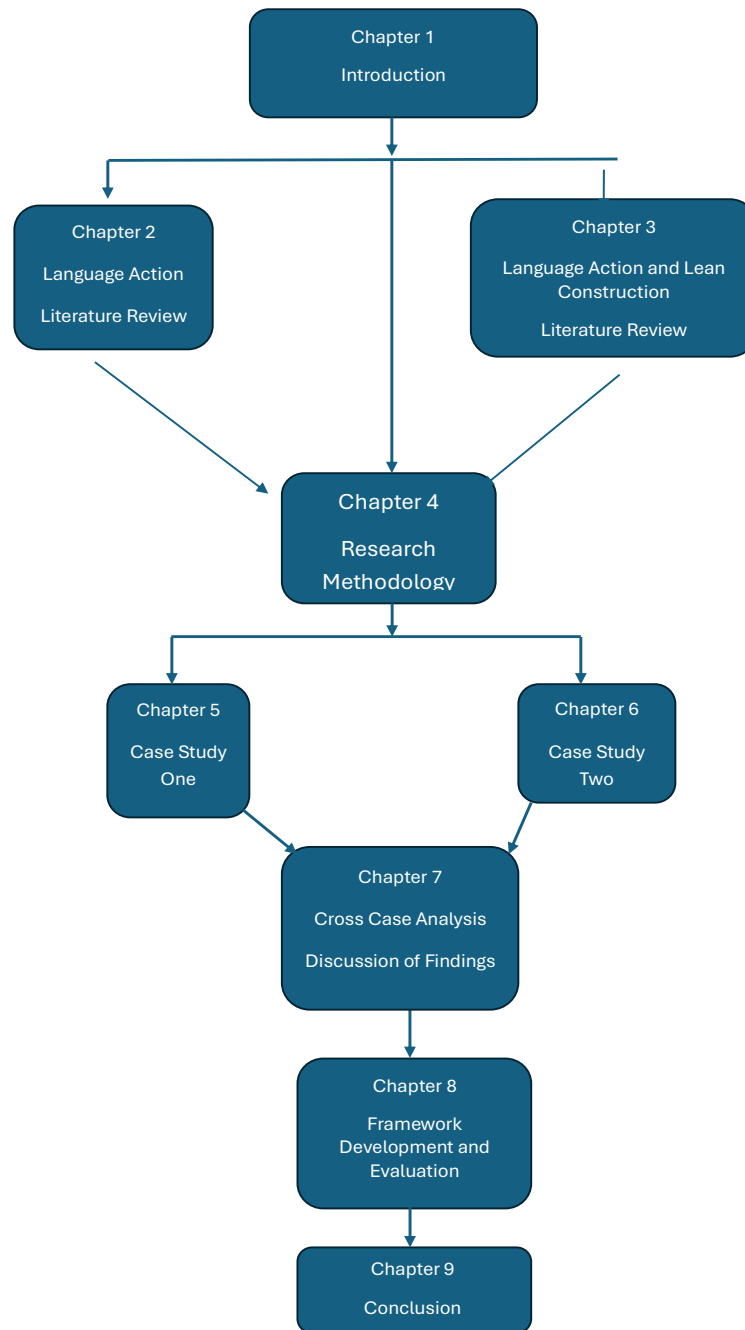 Chapter 1
Introduction
Chapter 2
Language Action
Literature Review
Chapter 3
Language Action and Lean
Construction
Literature Review
Chapter 4
Research
Methodology
Chapter 5
Case Study
One
Chapter 6
Case Study
Two
Chapter 7
Cross Case Analysis
Discussion of Findings
Chapter 8
Framework
Development and
Evaluation
Chapter 9
Conclusion